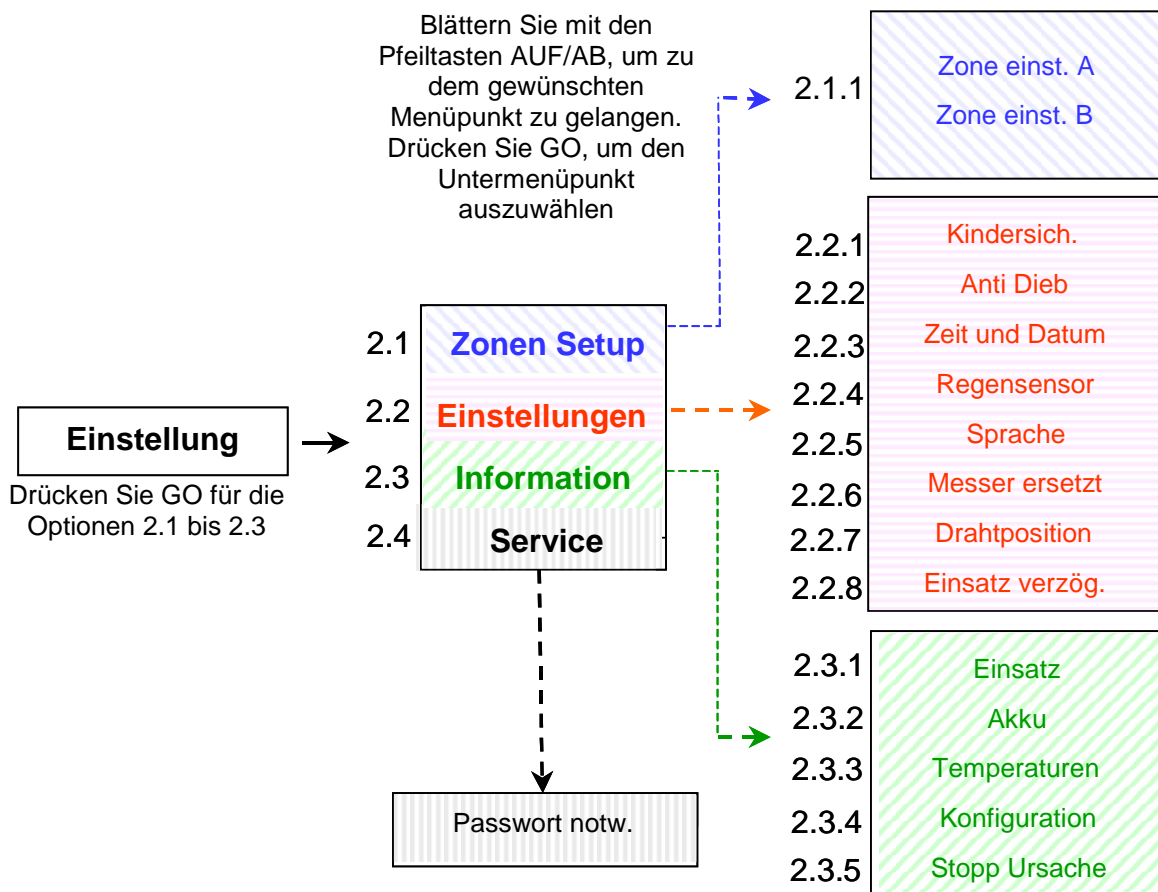 Blättern Sie mit den
Pfeiltasten AUF/AB, um zu
dem gewünschten
Menüpunkt zu gelangen.
Drücken Sie GO, um den
Untermenüpunkt
auszuwählen
Einstellung
Drücken Sie GO für die
Optionen 2.1 bis 2.3
2.1 Zonen Setup
2.2 Einstellungen
2.3 Information
2.4 Service
Passwort notw.
2.1.1 Zone einst. A
Zone einst. B
2.2.1 Kindersich.
2.2.2 Anti Dieb
2.2.3 Zeit und Datum
2.2.4 Regensensor
2.2.5 Sprache
2.2.6 Messer ersetzt
2.2.7 Drahtposition
2.2.8 Einsatz verzög.
2.3.1 Einsatz
2.3.2 Akku
2.3.3 Temperaturen
2.3.4 Konfiguration
2.3.5 Stopp Ursache